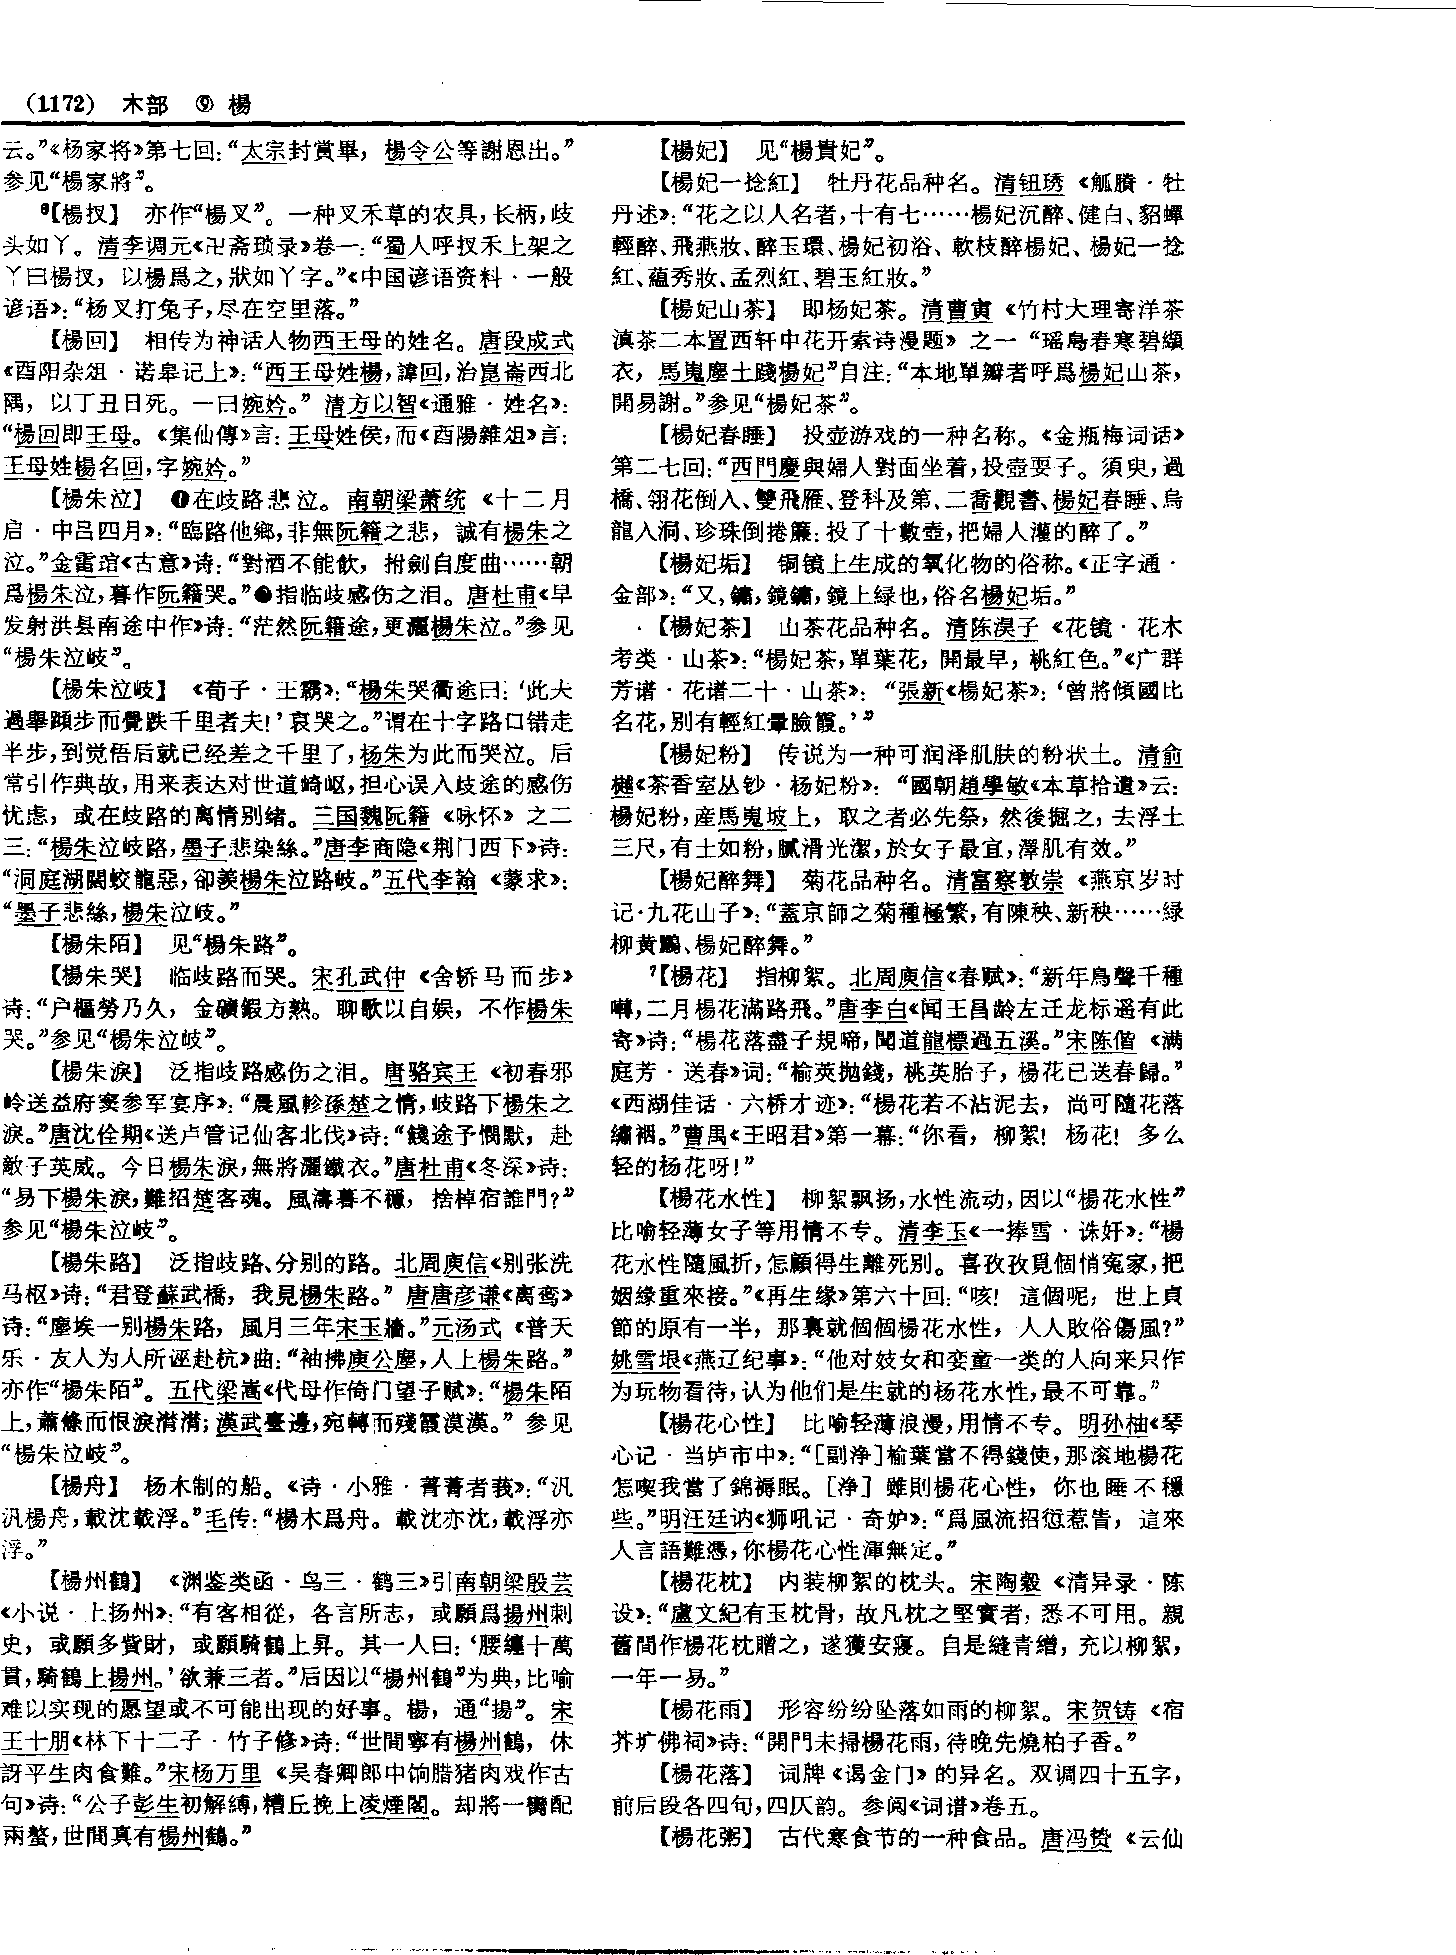 (1172) 木部 ⑨ 楊
云。”《杨家将》第七回：“太宗封賞畢，楊令公等謝恩出。”
参见“楊家將”。
⁶【楊杈】 亦作“楊叉”。一种叉禾草的农具，长柄，歧
头如丫。清李调元《卍斋琐录》卷一：“蜀人呼杈禾上架之
丫曰楊杈，以楊爲之，狀如丫字。”《中国谚语资料·一般
谚语》：“杨叉打兔子，尽在空里落。”
【楊回】 相传为神话人物西王母的姓名。唐段成式
《酉阳杂俎·诺皋记上》：“西王母姓楊，諱回，治崑崙西北
隅，以丁丑日死。一曰婉妗。”清方以智《通雅·姓名》：
“楊回即王母。《集仙傳》言：王母姓侯，而《酉陽雜俎》言：
王母姓楊名回，字婉妗。”
【楊朱泣】 ❶在歧路悲泣。南朝梁萧统《十二月
启·中吕四月》：“臨路他鄉，非無阮籍之悲，誠有楊朱之
泣。”金雷琯《古意》诗：“對酒不能飲，拊劍自度曲……朝
爲楊朱泣，暮作阮籍哭。”❷指临歧感伤之泪。唐杜甫《早
发射洪县南途中作》诗：“茫然阮籍途，更灑楊朱泣。”参见
“楊朱泣岐”。
【楊朱泣岐】 《荀子·王霸》：“楊朱哭衢途曰：‘此夫
過舉蹞步而覺跌千里者夫！’哀哭之。”谓在十字路口错走
半步，到觉悟后就已经差之千里了，杨朱为此而哭泣。后
常引作典故，用来表达对世道崎岖，担心误入歧途的感伤
忧虑，或在歧路的离情别绪。三国魏阮籍《咏怀》之二
三：“楊朱泣岐路，墨子悲染絲。”唐李商隐《荆门西下》诗：
“洞庭湖闊蛟龍惡，卻羨楊朱泣路岐。”五代李翰《蒙求》：
“墨子悲絲，楊朱泣岐。”
【楊朱陌】 见“楊朱路”。
【楊朱哭】 临歧路而哭。宋孔武仲《舍轿马而步》
诗：“户樞勞乃久，金礦鍛方熟。聊歌以自娱，不作楊朱
哭。”参见“楊朱泣岐”。
【楊朱淚】 泛指歧路感伤之泪。唐骆宾王《初春邪
岭送益府窦参军宴序》：“晨風軫孫楚之情，岐路下楊朱之
淚。”唐沈佺期《送卢管记仙客北伐》诗：“餞途予憫默，赴
敵子英威。今日楊朱淚，無將灑鐵衣。”唐杜甫《冬深》诗：
“易下楊朱淚，難招楚客魂。風濤暮不穩，捨棹宿誰門？”
参见“楊朱泣岐”。
【楊朱路】 泛指歧路、分别的路。北周庾信《别张洗
马枢》诗：“君登蘇武橋，我見楊朱路。”唐唐彦谦《离鸾》
诗：“塵埃一别楊朱路，風月三年宋玉牆。”元汤式《普天
乐·友人为人所诬赴杭》曲：“袖拂庾公塵，人上楊朱路。”
亦作“楊朱陌”。五代梁嵩《代母作倚门望子赋》：“楊朱陌
上，蕭條而恨淚潸潸；漢武臺邊，宛轉而殘霞漠漠。”参见
“楊朱泣岐”。
【楊舟】 杨木制的船。《诗·小雅·菁菁者莪》：“汎
汎楊舟，載沈載浮。”毛传：“楊木爲舟。載沈亦沈，載浮亦
浮。”
【楊州鶴】 《渊鉴类函·鸟三·鹤三》引南朝梁殷芸
《小说·上扬州》：“有客相從，各言所志，或願爲揚州刺
史，或願多貲財，或願騎鶴上昇。其一人曰：‘腰纏十萬
貫，騎鶴上揚州。’欲兼三者。”后因以“楊州鶴”为典，比喻
难以实现的愿望或不可能出现的好事。楊，通“揚”。宋
王十朋《林下十二子·竹子修》诗：“世間寧有楊州鶴，休
訝平生肉食難。”宋杨万里《吴春卿郎中饷腊猪肉戏作古
句》诗：“公子彭生初解縛，糟丘挽上凌煙閣。却將一臠配
兩螯，世間真有楊州鶴。”
【楊妃】 见“楊貴妃”。
【楊妃一捻紅】 牡丹花品种名。清钮琇《觚賸·牡
丹述》：“花之以人名者，十有七……楊妃沉醉、健白、貂蟬
輕醉、飛燕妝、醉玉環、楊妃初浴、軟枝醉楊妃、楊妃一捻
紅、蘊秀妝、孟烈紅、碧玉紅妝。”
【楊妃山茶】 即杨妃茶。清曹寅《竹村大理寄洋茶
滇茶二本置西轩中花开索诗漫题》之一“瑶島春寒碧纈
衣，馬嵬塵土踐楊妃”自注：“本地單瓣者呼爲楊妃山茶，
開易謝。”参见“楊妃茶”。
【楊妃春睡】 投壶游戏的一种名称。《金瓶梅词话》
第二七回：“西門慶與婦人對面坐着，投壺耍子。須臾，過
橋、翎花倒入、雙飛雁、登科及第、二喬觀書、楊妃春睡、烏
龍入洞、珍珠倒捲簾：投了十數壺，把婦人灌的醉了。”
【楊妃垢】 铜镜上生成的氧化物的俗称。《正字通·
金部》：“又，鏽，鏡鏽，鏡上緑也，俗名楊妃垢。”
【楊妃茶】 山茶花品种名。清陈淏子《花镜·花木
考类·山茶》：“楊妃茶，單葉花，開最早，桃紅色。”《广群
芳谱·花谱二十·山茶》：“張新《楊妃茶》：‘曾將傾國比
名花，别有輕紅暈臉霞。’”
【楊妃粉】 传说为一种可润泽肌肤的粉状土。清俞
樾《茶香室丛钞·杨妃粉》：“國朝趙學敏《本草拾遺》云：
楊妃粉，産馬嵬坡上，取之者必先祭，然後掘之，去浮土
三尺，有土如粉，膩滑光潔，於女子最宜，澤肌有效。”
【楊妃醉舞】 菊花品种名。清富察敦崇《燕京岁时
记·九花山子》：“蓋京師之菊種極繁，有陳秧、新秧……緑
柳黄鸝、楊妃醉舞。”
⁷【楊花】 指柳絮。北周庾信《春赋》：“新年鳥聲千種
囀，二月楊花滿路飛。”唐李白《闻王昌龄左迁龙标遥有此
寄》诗：“楊花落盡子規啼，聞道龍標過五溪。”宋陈偕《满
庭芳·送春》词：“榆莢抛錢，桃英胎子，楊花已送春歸。”
《西湖佳话·六桥才迹》：“楊花若不沾泥去，尚可隨花落
繡裀。”曹禺《王昭君》第一幕：“你看，柳絮！杨花！多么
轻的杨花呀！”
【楊花水性】 柳絮飘扬，水性流动，因以“楊花水性”
比喻轻薄女子等用情不专。清李玉《一捧雪·诛奸》：“楊
花水性隨風折，怎願得生離死别。喜孜孜覓個悄寃家，把
姻緣重來接。”《再生缘》第六十回：“咳！這個呢，世上貞
節的原有一半，那裏就個個楊花水性，人人敗俗傷風？”
姚雪垠《燕辽纪事》：“他对妓女和娈童一类的人向来只作
为玩物看待，认为他们是生就的杨花水性，最不可靠。”
【楊花心性】 比喻轻薄浪漫，用情不专。明孙柚《琴
心记·当垆市中》：“［副浄］榆葉當不得錢使，那滚地楊花
怎喫我當了錦褥眠。［浄］雖則楊花心性，你也睡不穩
些。”明汪廷讷《狮吼记·奇妒》：“爲風流招愆惹眚，這來
人言語難憑，你楊花心性渾無定。”
【楊花枕】 内装柳絮的枕头。宋陶穀《清异录·陈
设》：“盧文紀有玉枕骨，故凡枕之堅實者，悉不可用。親
舊間作楊花枕贈之，遂獲安寢。自是縫青繒，充以柳絮，
一年一易。”
【楊花雨】 形容纷纷坠落如雨的柳絮。宋贺铸《宿
芥圹佛祠》诗：“開門未掃楊花雨，待晚先燒柏子香。”
【楊花落】 词牌《谒金门》的异名。双调四十五字，
前后段各四句，四仄韵。参阅《词谱》卷五。
【楊花粥】 古代寒食节的一种食品。唐冯贽《云仙